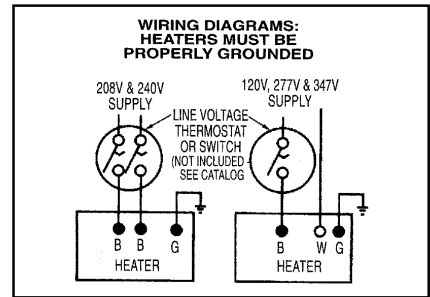 WIRING DIAGRAMS:
HEATERS MUST BE
PROPERLY GROUNDED
208V & 240V
SUPPLY
120V, 277V & 347V
SUPPLY
LINE VOLTAGE
THERMOSTAT
OR SWITCH
(NOT INCLUDED
SEE CATALOG
B B G
HEATER
B W G
HEATER